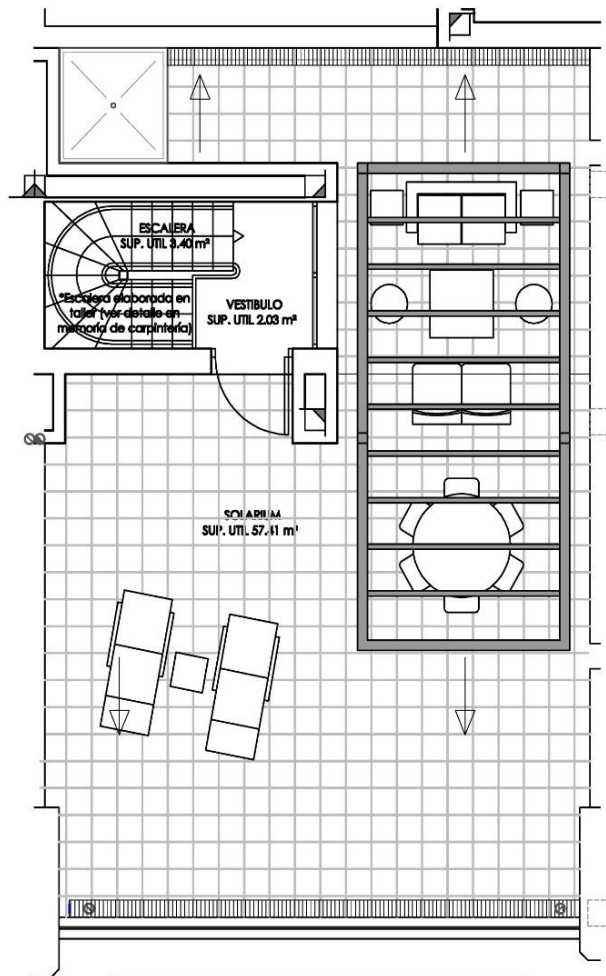 ESCALERA
SUP. UTIL 3.40 m²
*Escalera elaborada en
taller (ver detalle en
memoria de carpintería)
VESTIBULO
SUP. UTIL 2.03 m²
SOLARIUM
SUP. UTIL 57.41 m²